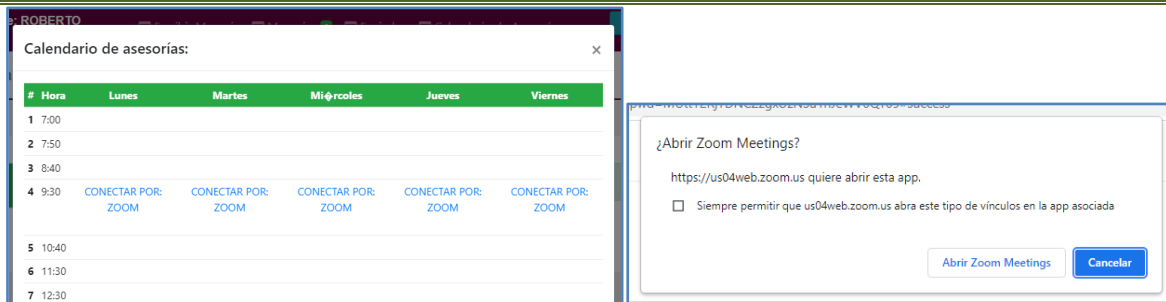 e: ROBERTO
Calendario de asesorías: ×
# Hora Lunes Martes Mi�rcoles Jueves Viernes
1 7:00
2 7:50
3 8:40
4 9:30 CONECTAR POR: CONECTAR POR: CONECTAR POR: CONECTAR POR: CONECTAR POR:
ZOOM ZOOM ZOOM ZOOM ZOOM
5 10:40
6 11:30
7 12:30
¿Abrir Zoom Meetings?
https://us04web.zoom.us quiere abrir esta app.
Siempre permitir que us04web.zoom.us abra este tipo de vínculos en la app asociada
Abrir Zoom Meetings Cancelar